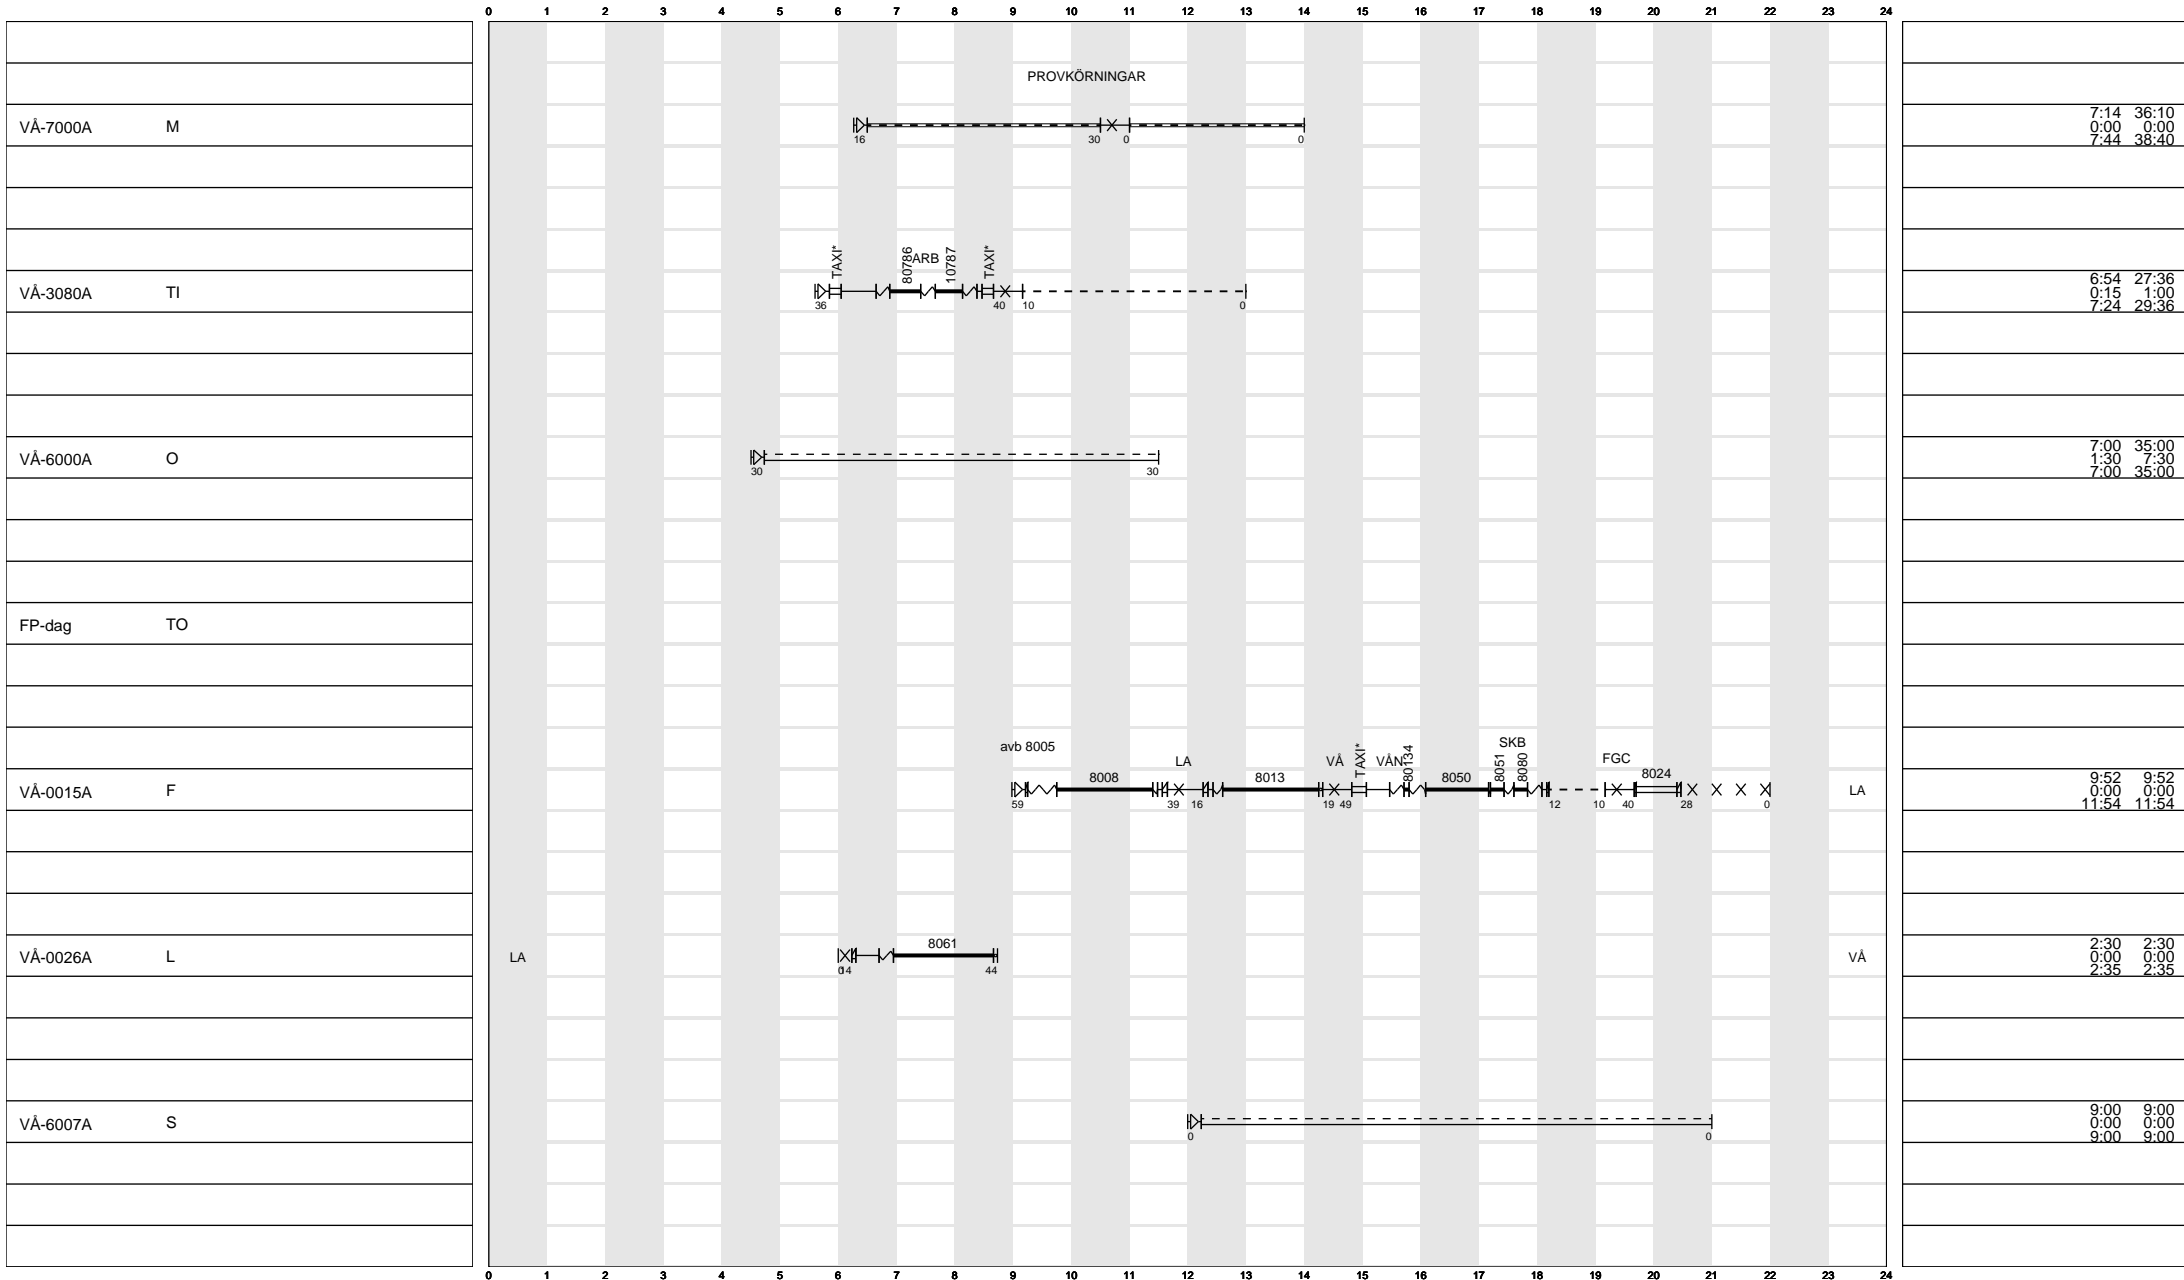 0 1 2 3 4 5 6 7 8 9 10 11 12 13 14 15 16 17 18 19 20 21 22 23 24
PROVKÖRNINGAR
VÅ-7000A M
16 30 0 0
7:14 36:10
0:00 0:00
7:44 38:40
TAXI* 80786 ARB 10787 TAXI*
VÅ-3080A TI
36 40 10 0
6:54 27:36
0:15 1:00
7:24 29:36
VÅ-6000A O
30 30
7:00 35:00
1:30 7:30
7:00 35:00
FP-dag TO
avb 8005 8008 LA 8013 VÅ TAXI* VÅN 80134 8050 8051 SKB 8080 FGC 8024
VÅ-0015A F
59 39 16 19 49 12 10 40 28 0
LA
9:52 9:52
0:00 0:00
11:54 11:54
8061
VÅ-0026A L
LA
0 14 44
VÅ
2:30 2:30
0:00 0:00
2:35 2:35
VÅ-6007A S
0 0
9:00 9:00
0:00 0:00
9:00 9:00
0 1 2 3 4 5 6 7 8 9 10 11 12 13 14 15 16 17 18 19 20 21 22 23 24